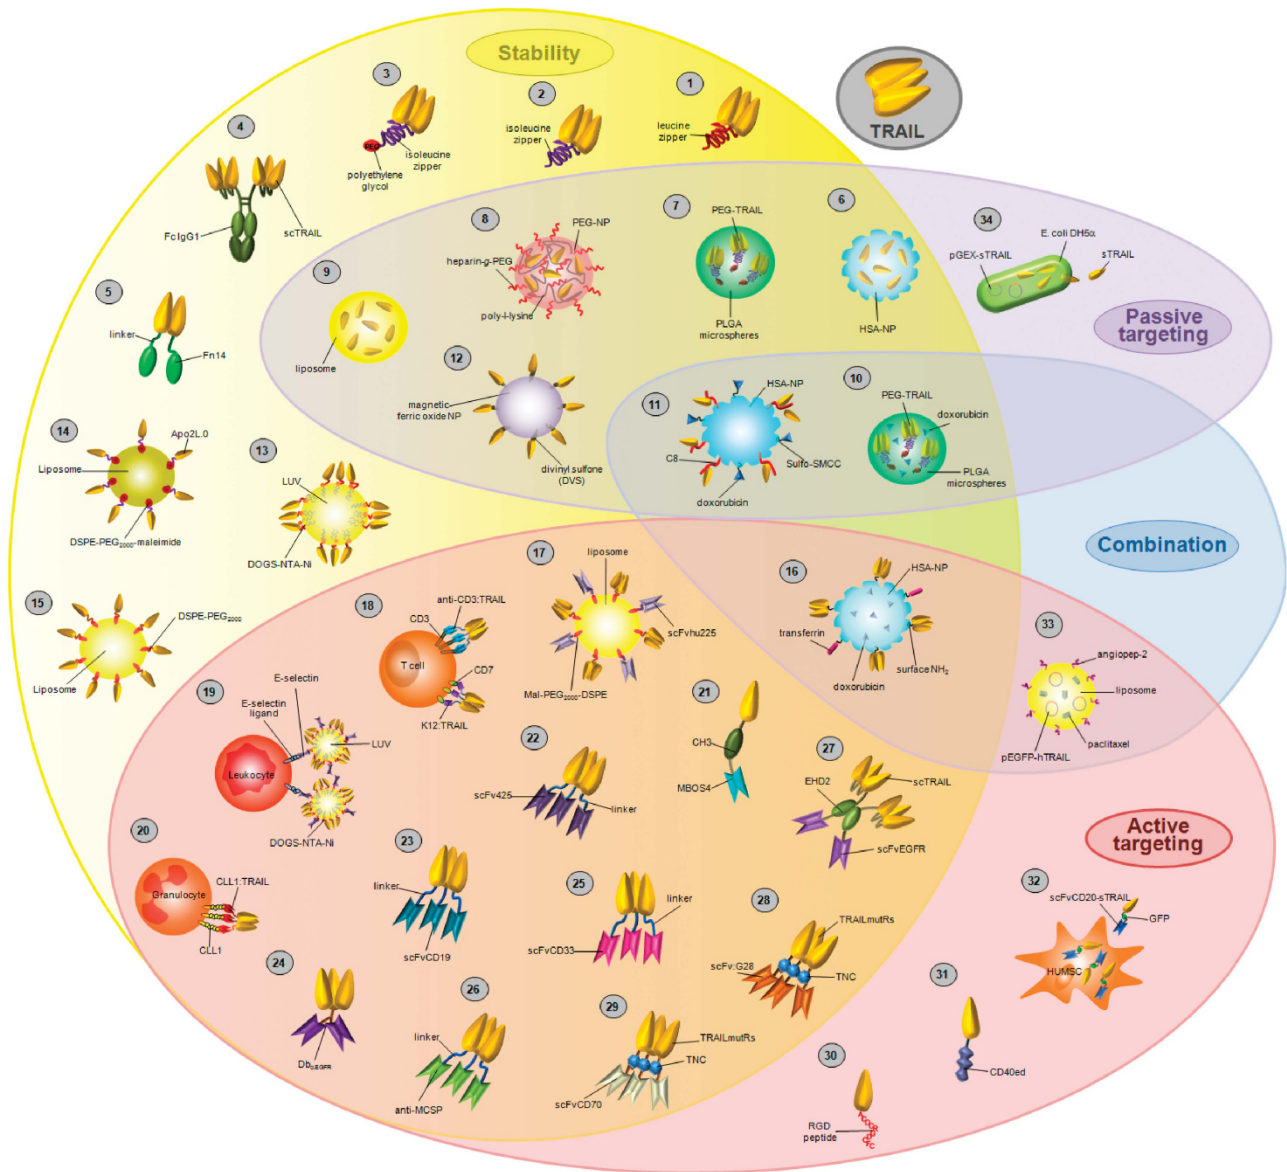 Stability
TRAIL
1
leucine
zipper
2
isoleucine
zipper
3
PEG
isoleucine
zipper
polyethylene
glycol
4
FcIgG1
scTRAIL
5
linker
Fn14
6
HSA-NP
7
PEG-TRAIL
PLGA
microspheres
8
PEG-NP
heparin-g-PEG
poly-l-lysine
9
liposome
34
E. coli DH5α
pGEX-sTRAIL
sTRAIL
Passive
targeting
12
magnetic
ferric oxide NP
divinyl sulfone
(DVS)
11
HSA-NP
C8
Sulfo-SMCC
doxorubicin
10
PEG-TRAIL
doxorubicin
PLGA
microspheres
Combination
14
Apo2L.0
Liposome
DSPE-PEG2000-maleimide
13
LUV
DOGS-NTA-Ni
15
DSPE-PEG2000
Liposome
17
liposome
scFvhu225
Mal-PEG2000-DSPE
18
anti-CD3:TRAIL
CD3
T cell
CD7
K12:TRAIL
16
HSA-NP
transferrin
surface NH2
doxorubicin
33
angiopep-2
liposome
paclitaxel
pEGFP-hTRAIL
19
E-selectin
E-selectin
ligand
LUV
Leukocyte
DOGS-NTA-Ni
21
CH3
MBOS4
22
scFv425
linker
27
scTRAIL
EHD2
scFvEGFR
Active
targeting
20
CLL1:TRAIL
Granulocyte
CLL1
23
linker
scFvCD19
25
linker
scFvCD33
28
TRAILmutRs
scFv:G28
TNC
32
scFvCD20-sTRAIL
GFP
HUMSC
24
DbαEGFR
26
linker
anti-MCSP
29
TRAILmutRs
TNC
scFvCD70
31
CD40ed
30
RGD
peptide